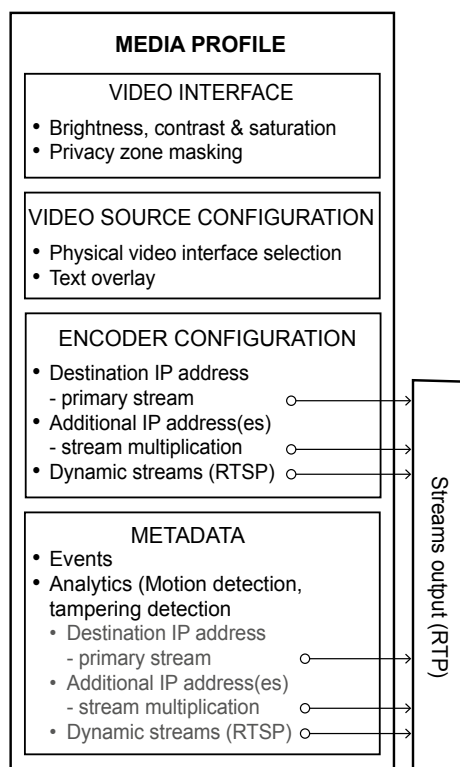 MEDIA PROFILE
VIDEO INTERFACE
• Brightness, contrast & saturation
• Privacy zone masking
VIDEO SOURCE CONFIGURATION
• Physical video interface selection
• Text overlay
ENCODER CONFIGURATION
• Destination IP address
- primary stream
• Additional IP address(es)
- stream multiplication
• Dynamic streams (RTSP)
METADATA
• Events
• Analytics (Motion detection,
tampering detection
• Destination IP address
- primary stream
• Additional IP address(es)
- stream multiplication
• Dynamic streams (RTSP)
Streams output (RTP)